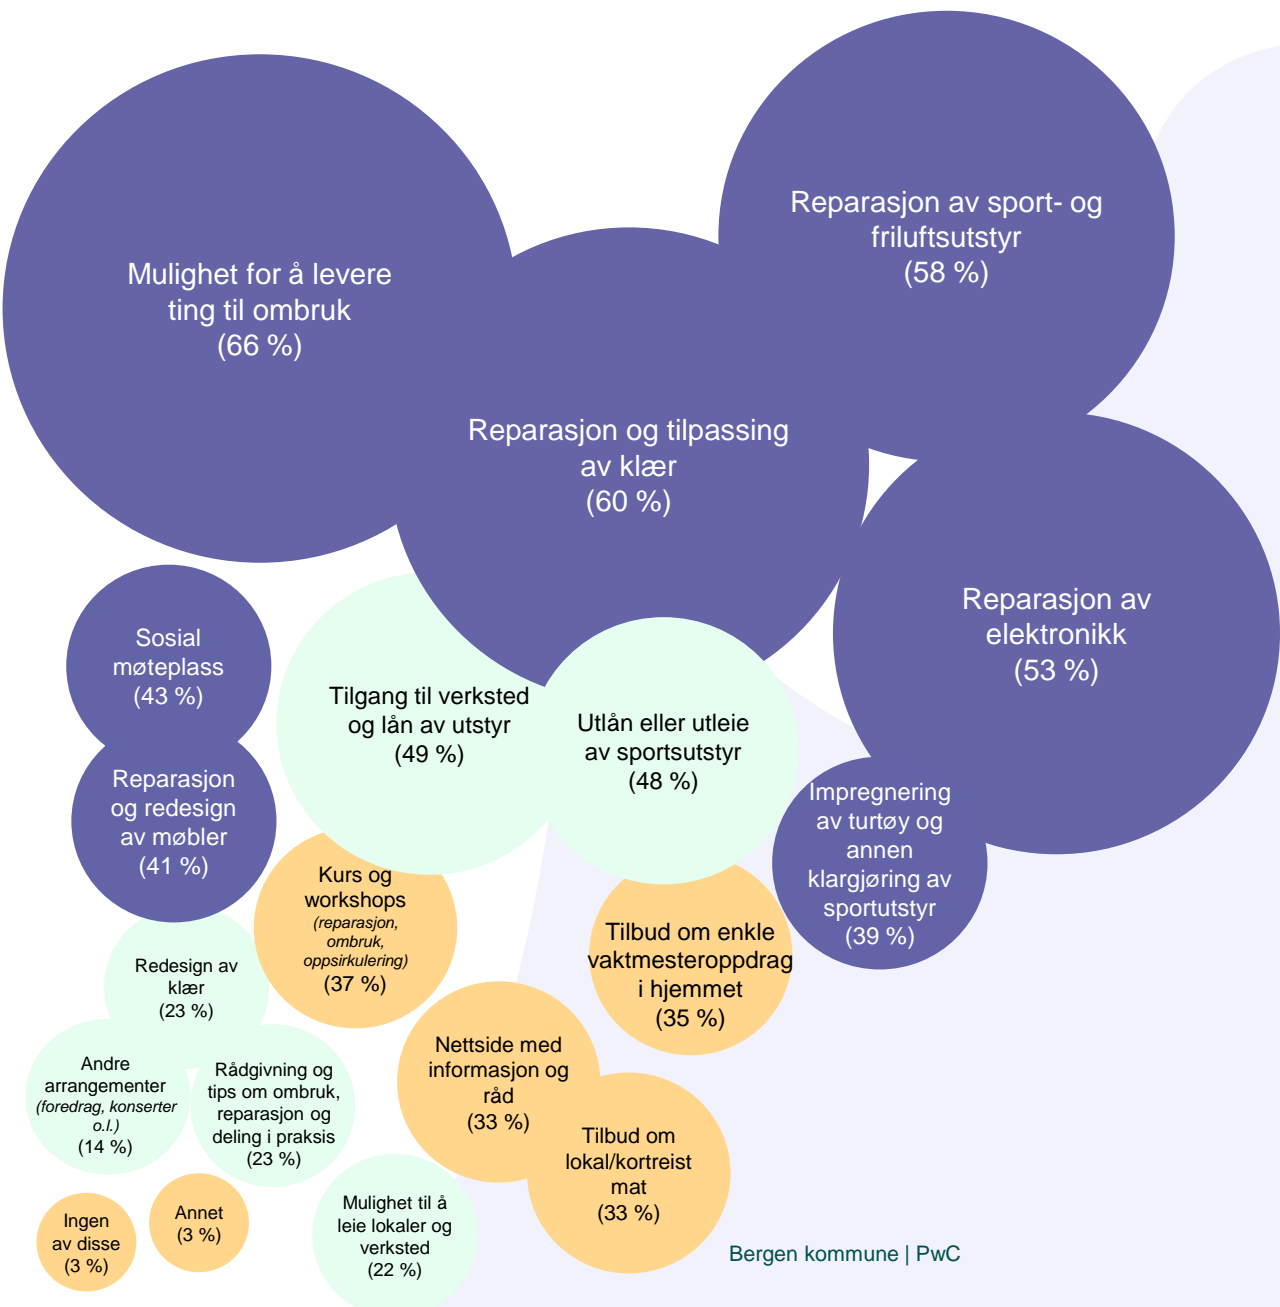 Reparasjon av sport- og
friluftsutstyr
(58 %)
Mulighet for å levere
ting til ombruk
(66 %)
Reparasjon og tilpassing
av klær
(60 %)
Reparasjon av
elektronikk
(53 %)
Sosial
møteplass
(43 %)
Tilgang til verksted
og lån av utstyr
(49 %)
Utlån eller utleie
av sportsutstyr
(48 %)
Reparasjon
og redesign
av møbler
(41 %)
Impregnering
av turtøy og
annen
klargjøring av
sportutstyr
(39 %)
Kurs og
workshops
(reparasjon,
ombruk,
oppsirkulering)
(37 %)
Tilbud om enkle
vaktmesteroppdrag
i hjemmet
(35 %)
Redesign av
klær
(23 %)
Nettside med
informasjon og
råd
(33 %)
Andre
arrangementer
(foredrag, konserter
o.l.)
(14 %)
Rådgivning og
tips om ombruk,
reparasjon og
deling i praksis
(23 %)
Tilbud om
lokal/kortreist
mat
(33 %)
Ingen
av disse
(3 %)
Annet
(3 %)
Mulighet til å
leie lokaler og
verksted
(22 %)
Bergen kommune | PwC